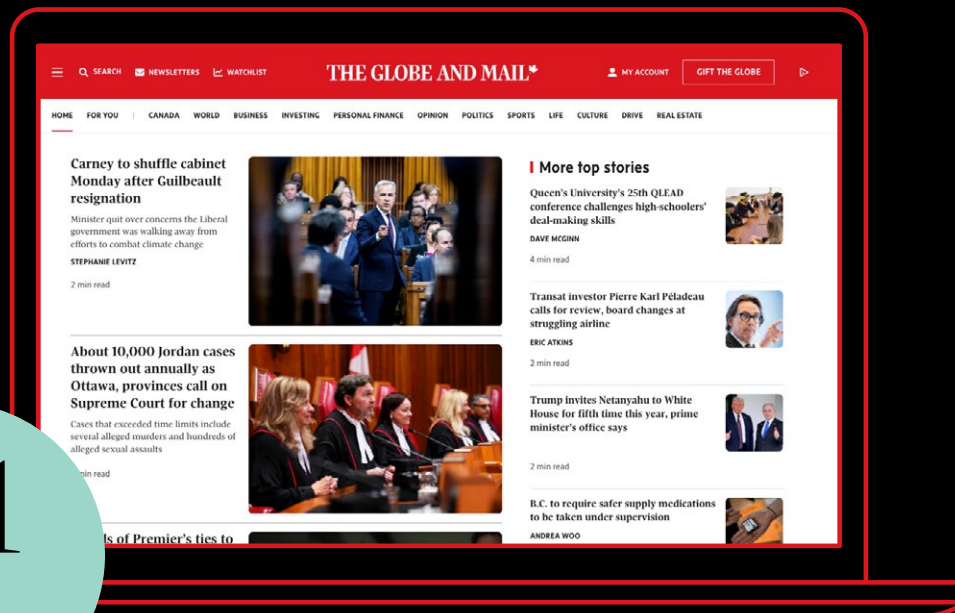 SEARCH
NEWSLETTERS
WATCHLIST
THE GLOBE AND MAIL
MY ACCOUNT
GIFT THE GLOBE
HOME
FOR YOU
CANADA
WORLD
BUSINESS
INVESTING
PERSONAL FINANCE
OPINION
POLITICS
SPORTS
LIFE
CULTURE
DRIVE
REAL ESTATE
Carney to shuffle cabinet
Monday after Guilbeault
resignation
Minister quit over concerns the Liberal
government was walking away from
efforts to combat climate change
STEPHANIE LEVITZ
2 min read
About 10,000 Jordan cases
thrown out annually as
Ottawa, provinces call on
Supreme Court for change
Cases that exceeded time limits include
several alleged murders and hundreds of
alleged sexual assaults
min read
of Premier's ties to
More top stories
Queen's University's 25th QLEAD
conference challenges high-schoolers'
deal-making skills
DAVE MCGINN
4 min read
Transat investor Pierre Karl Péladeau
calls for review, board changes at
struggling airline
ERIC ATKINS
2 min read
Trump invites Netanyahu to White
House for fifth time this year, prime
minister's office says
2 min read
B.C. to require safer supply medications
to be taken under supervision
ANDREA WOO
1